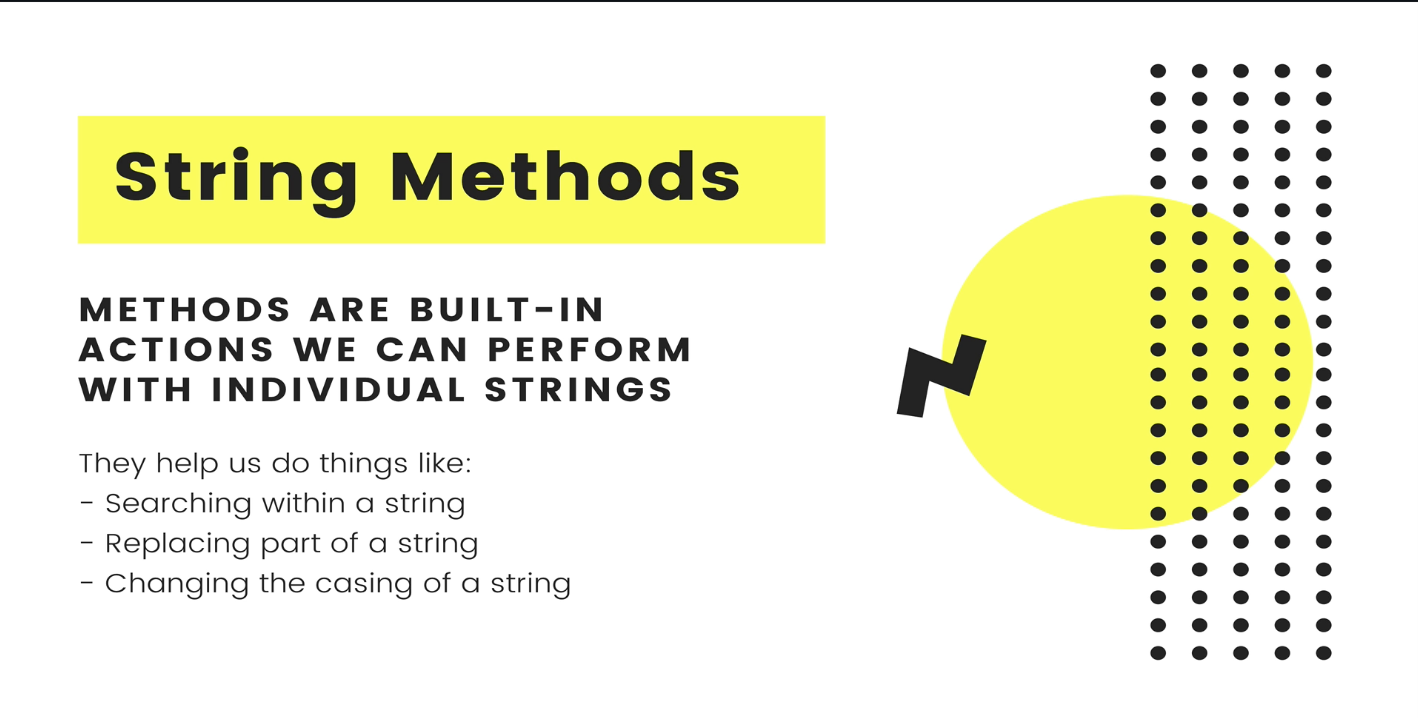 String Methods
METHODS ARE BUILT-IN
ACTIONS WE CAN PERFORM
WITH INDIVIDUAL STRINGS
They help us do things like:
- Searching within a string
- Replacing part of a string
- Changing the casing of a string